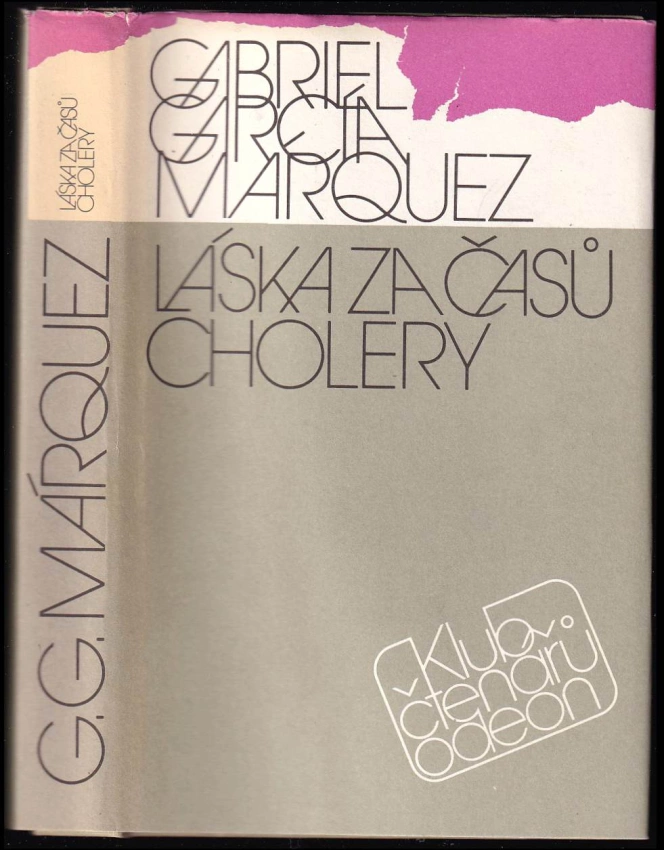 GABRIEL
GARCÍA
MÁRQUEZ
LÁSKA ZA ČASŮ
CHOLERY
Klub
čtenářů
odeon
LÁSKA ZA ČASŮ
CHOLERY
G. G. MÁRQUEZ